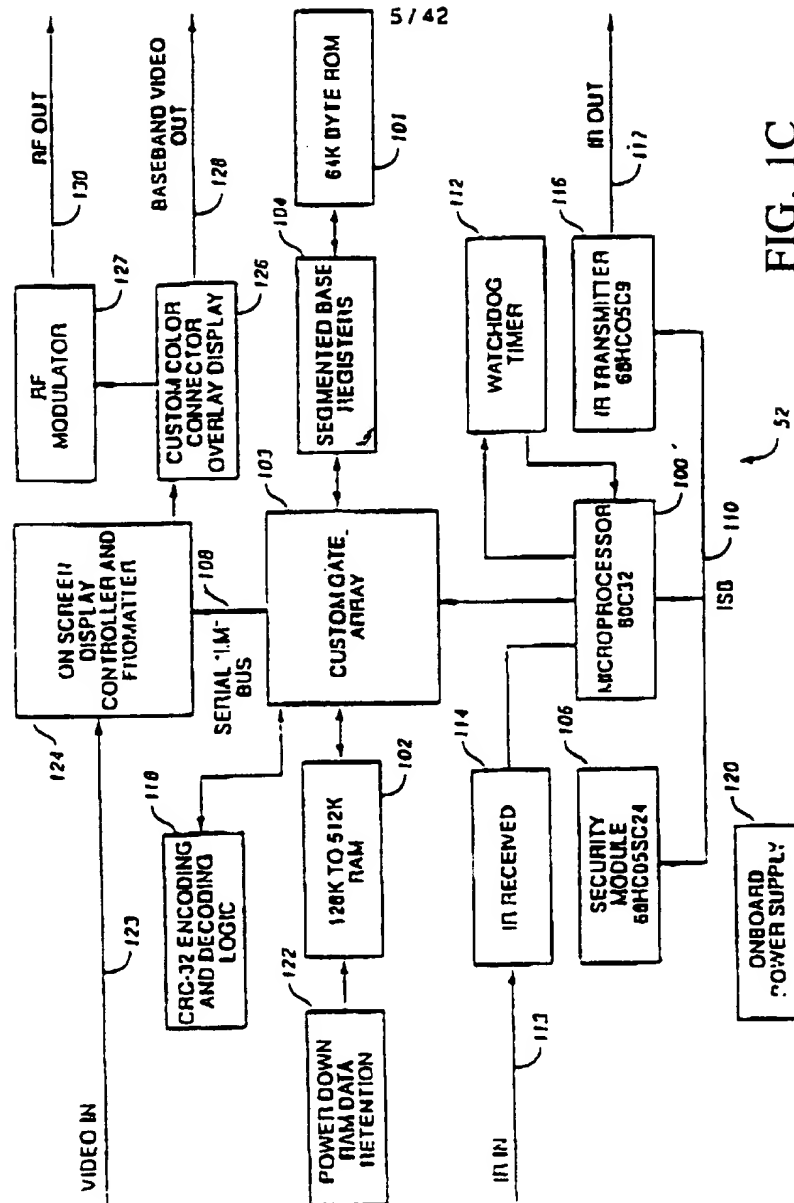 5 / 42
VIDEO IN
123
124
ON SCREEN
DISPLAY
CONTROLLER AND
FROMATTER
RF
MODULATOR
127
130
RF OUT
CUSTOM COLOR
CONNECTOR
OVERLAY DISPLAY
126
128
BASEBAND VIDEO
OUT
118
CRC-32 ENCODING
AND DECODING
LOGIC
SERIAL "I.M"
BUS
108
122
POWER DOWN
RAM DATA
RETENTION
128K TO 512K
RAM
102
103
CUSTOM GATE
ARRAY
104
SEGMENTED BASE
REGISTERS
64K BYTE ROM
101
IR IN
113
114
IR RECEIVED
112
WATCHDOG
TIMER
MICROPROCESSOR
80C32
100'
106
SECURITY
MODULE
68HC05SC24
116
IR TRANSMITTER
68HC05C9
IR OUT
117
ISB
110
52
120
ONBOARD
POWER SUPPLY
FIG. 1C